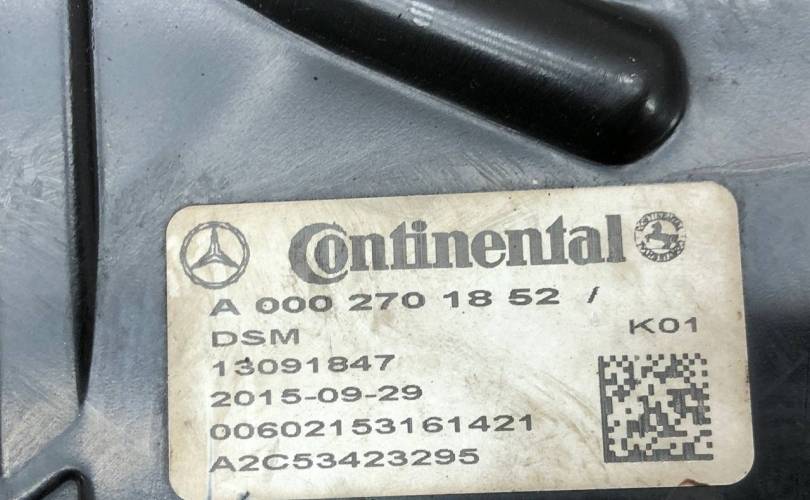 Continental
A 000 270 18 52 /
DSM
K01
13091847
2015-09-29
00602153161421
A2C53423295